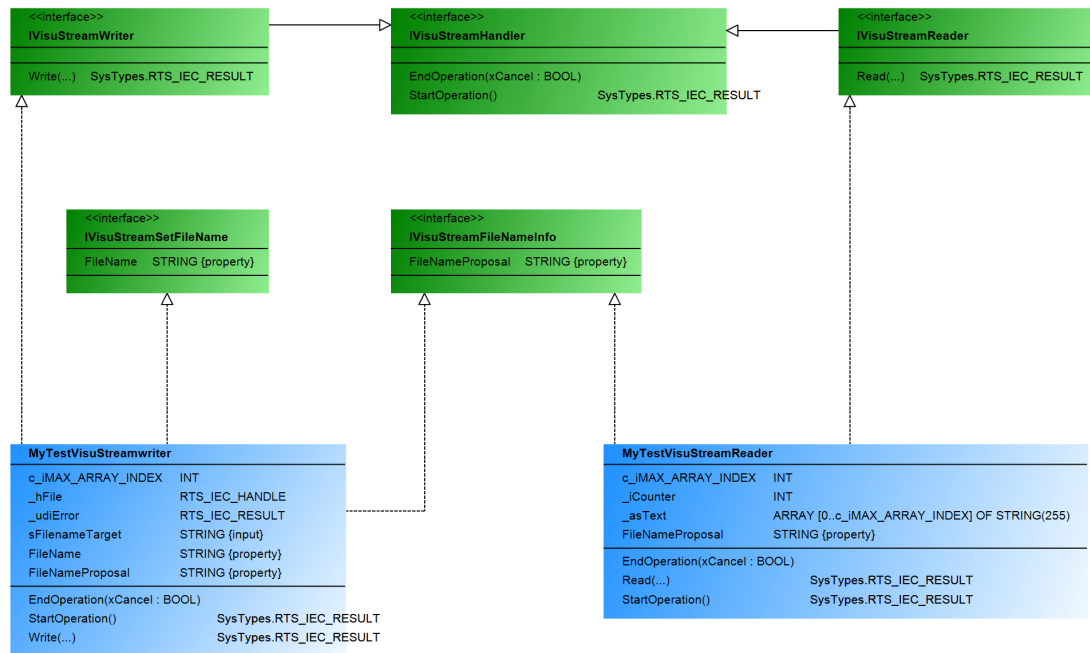 <<interface>>
IVisuStreamWriter
Write(...) SysTypes.RTS_IEC_RESULT
<<interface>>
IVisuStreamHandler
EndOperation(xCancel : BOOL)
StartOperation() SysTypes.RTS_IEC_RESULT
<<interface>>
IVisuStreamReader
Read(...) SysTypes.RTS_IEC_RESULT
<<interface>>
IVisuStreamSetFileName
FileName STRING {property}
<<interface>>
IVisuStreamFileNameInfo
FileNameProposal STRING {property}
MyTestVisuStreamwriter
c_iMAX_ARRAY_INDEX INT
_hFile RTS_IEC_HANDLE
_udiError RTS_IEC_RESULT
sFilenameTarget STRING {input}
FileName STRING {property}
FileNameProposal STRING {property}
EndOperation(xCancel : BOOL)
StartOperation() SysTypes.RTS_IEC_RESULT
Write(...) SysTypes.RTS_IEC_RESULT
MyTestVisuStreamReader
c_iMAX_ARRAY_INDEX INT
_iCounter INT
_asText ARRAY [0..c_iMAX_ARRAY_INDEX] OF STRING(255)
FileNameProposal STRING {property}
EndOperation(xCancel : BOOL)
Read(...) SysTypes.RTS_IEC_RESULT
StartOperation() SysTypes.RTS_IEC_RESULT